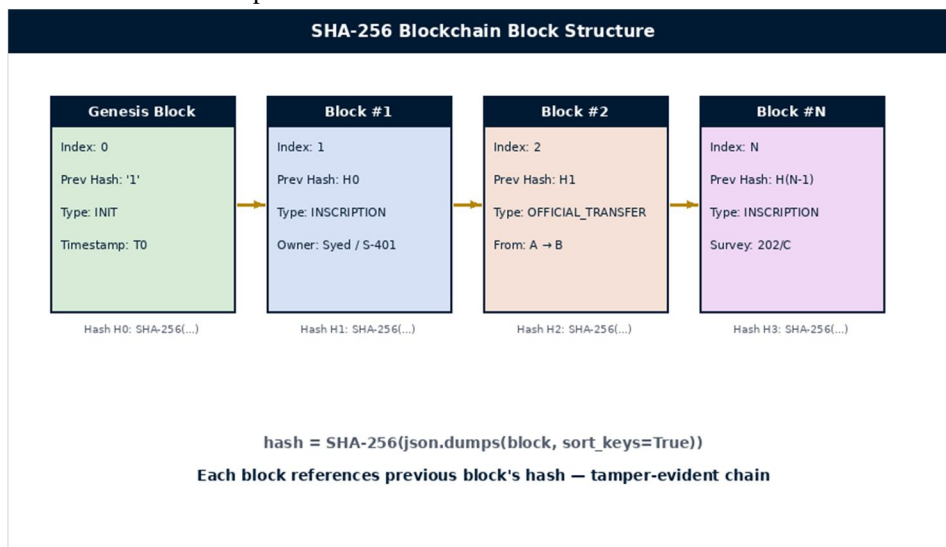 SHA-256 Blockchain Block Structure
Genesis Block
Index: 0
Prev Hash: '1'
Type: INIT
Timestamp: T0
Hash H0: SHA-256(...)
Block #1
Index: 1
Prev Hash: H0
Type: INSCRIPTION
Owner: Syed / S-401
Hash H1: SHA-256(...)
Block #2
Index: 2
Prev Hash: H1
Type: OFFICIAL_TRANSFER
From: A → B
Hash H2: SHA-256(...)
Block #N
Index: N
Prev Hash: H(N-1)
Type: INSCRIPTION
Survey: 202/C
Hash H3: SHA-256(...)
hash = SHA-256(json.dumps(block, sort_keys=True))
Each block references previous block's hash — tamper-evident chain